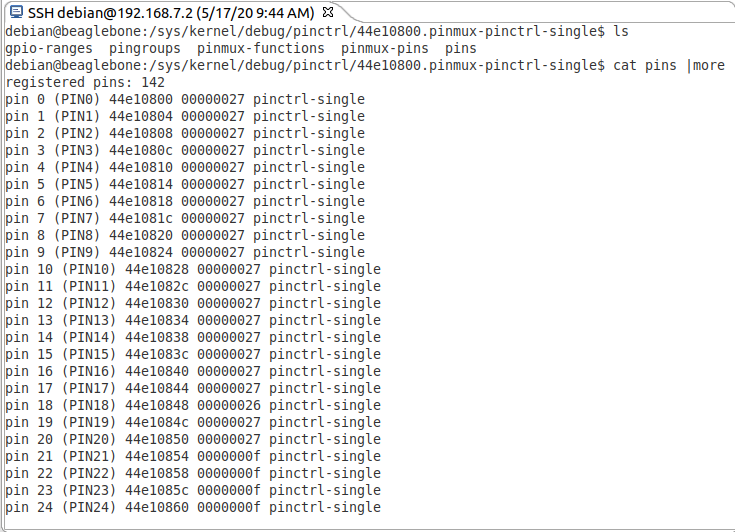 SSH debian@192.168.7.2 (5/17/20 9:44 AM)
debian@beaglebone:/sys/kernel/debug/pinctrl/44e10800.pinmux-pinctrl-single$ ls
gpio-ranges  pingroups  pinmux-functions  pinmux-pins  pins
debian@beaglebone:/sys/kernel/debug/pinctrl/44e10800.pinmux-pinctrl-single$ cat pins |more
registered pins: 142
pin 0 (PIN0) 44e10800 00000027 pinctrl-single
pin 1 (PIN1) 44e10804 00000027 pinctrl-single
pin 2 (PIN2) 44e10808 00000027 pinctrl-single
pin 3 (PIN3) 44e1080c 00000027 pinctrl-single
pin 4 (PIN4) 44e10810 00000027 pinctrl-single
pin 5 (PIN5) 44e10814 00000027 pinctrl-single
pin 6 (PIN6) 44e10818 00000027 pinctrl-single
pin 7 (PIN7) 44e1081c 00000027 pinctrl-single
pin 8 (PIN8) 44e10820 00000027 pinctrl-single
pin 9 (PIN9) 44e10824 00000027 pinctrl-single
pin 10 (PIN10) 44e10828 00000027 pinctrl-single
pin 11 (PIN11) 44e1082c 00000027 pinctrl-single
pin 12 (PIN12) 44e10830 00000027 pinctrl-single
pin 13 (PIN13) 44e10834 00000027 pinctrl-single
pin 14 (PIN14) 44e10838 00000027 pinctrl-single
pin 15 (PIN15) 44e1083c 00000027 pinctrl-single
pin 16 (PIN16) 44e10840 00000027 pinctrl-single
pin 17 (PIN17) 44e10844 00000027 pinctrl-single
pin 18 (PIN18) 44e10848 00000026 pinctrl-single
pin 19 (PIN19) 44e1084c 00000027 pinctrl-single
pin 20 (PIN20) 44e10850 00000027 pinctrl-single
pin 21 (PIN21) 44e10854 0000000f pinctrl-single
pin 22 (PIN22) 44e10858 0000000f pinctrl-single
pin 23 (PIN23) 44e1085c 0000000f pinctrl-single
pin 24 (PIN24) 44e10860 0000000f pinctrl-single